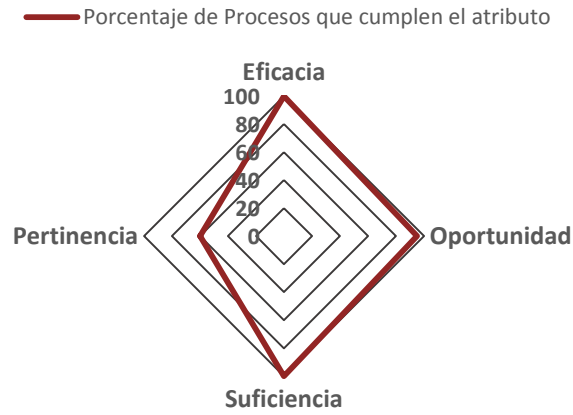 Porcentaje de Procesos que cumplen el atributo
Eficacia
100
80
60
40
20
0
Pertinencia
Oportunidad
Suficiencia